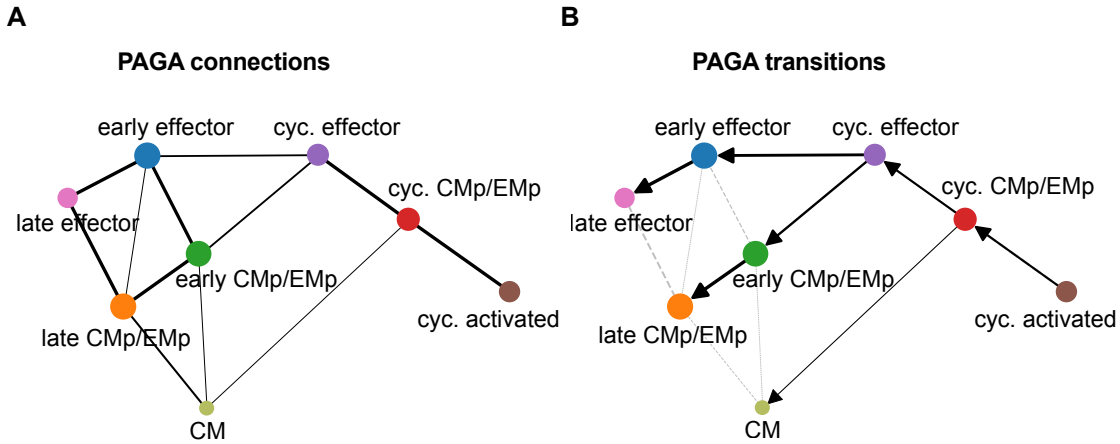 A
B
PAGA connections
PAGA transitions
early effector
cyc. effector
cyc. CMp/EMp
late effector
early CMp/EMp
cyc. activated
late CMp/EMp
CM
early effector
cyc. effector
cyc. CMp/EMp
late effector
early CMp/EMp
cyc. activated
late CMp/EMp
CM